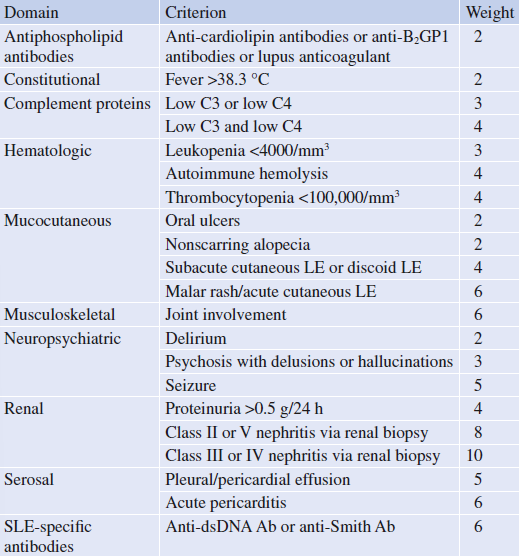 Domain Criterion Weight
Antiphospholipid Anti-cardiolipin antibodies or anti-B₂GP1 2
antibodies antibodies or lupus anticoagulant
Constitutional Fever >38.3 °C 2
Complement proteins Low C3 or low C4 3
Low C3 and low C4 4
Hematologic Leukopenia <4000/mm³ 3
Autoimmune hemolysis 4
Thrombocytopenia <100,000/mm³ 4
Mucocutaneous Oral ulcers 2
Nonscarring alopecia 2
Subacute cutaneous LE or discoid LE 4
Malar rash/acute cutaneous LE 6
Musculoskeletal Joint involvement 6
Neuropsychiatric Delirium 2
Psychosis with delusions or hallucinations 3
Seizure 5
Renal Proteinuria >0.5 g/24 h 4
Class II or V nephritis via renal biopsy 8
Class III or IV nephritis via renal biopsy 10
Serosal Pleural/pericardial effusion 5
Acute pericarditis 6
SLE-specific Anti-dsDNA Ab or anti-Smith Ab 6
antibodies